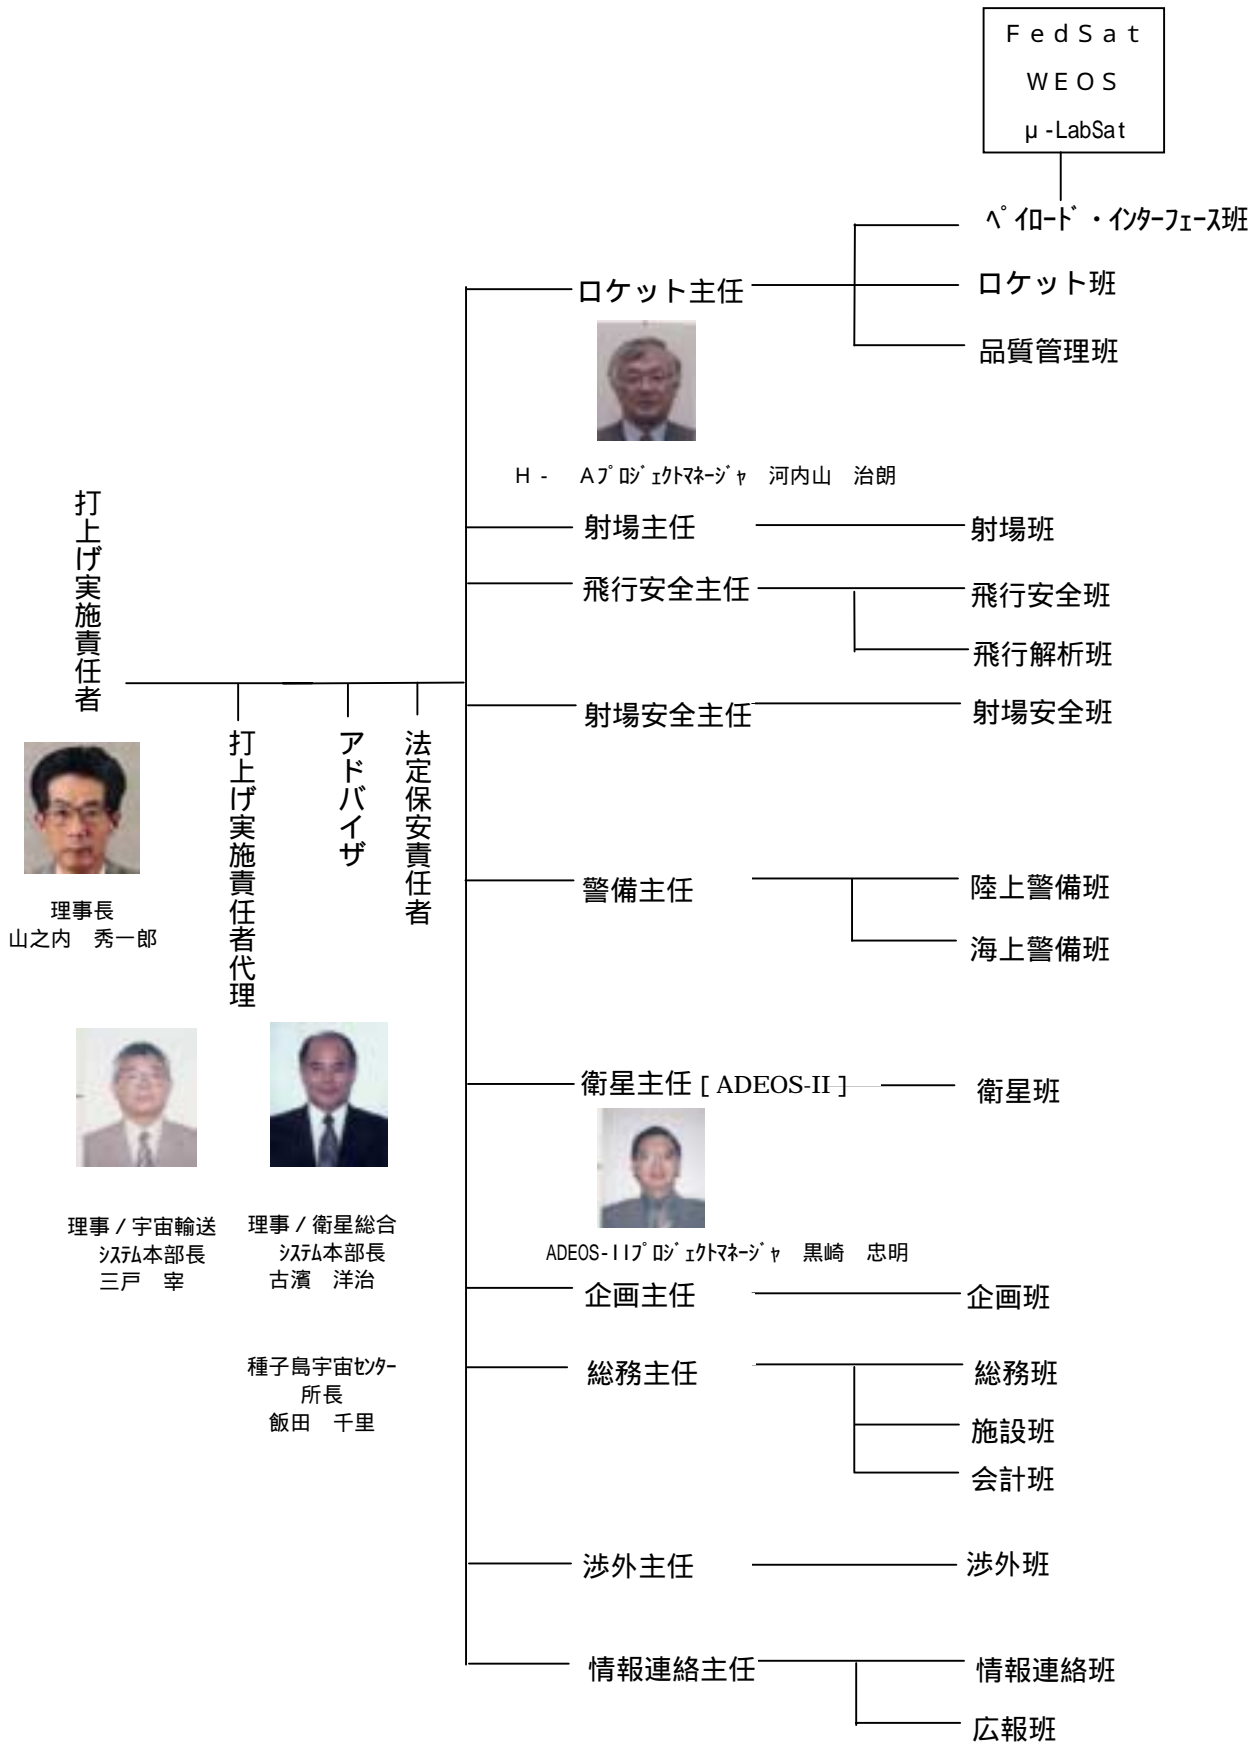 FedSat
WEOS
μ-LabSat
ペイロード・インターフェース班
ロケット主任
ロケット班
品質管理班
H-　Aプロジェクトマネージャ　河内山　治朗
射場主任
射場班
飛行安全主任
飛行安全班
飛行解析班
射場安全主任
射場安全班
打上げ実施責任者
理事長
山之内　秀一郎
打上げ実施責任者代理
アドバイザ
法定保安責任者
警備主任
陸上警備班
海上警備班
理事/宇宙輸送
システム本部長
三戸　宰
理事/衛星総合
システム本部長
古濱　洋治
種子島宇宙センター
所長
飯田　千里
衛星主任[ADEOS-II]
衛星班
ADEOS-IIプロジェクトマネージャ　黒崎　忠明
企画主任
企画班
総務主任
総務班
施設班
会計班
渉外主任
渉外班
情報連絡主任
情報連絡班
広報班